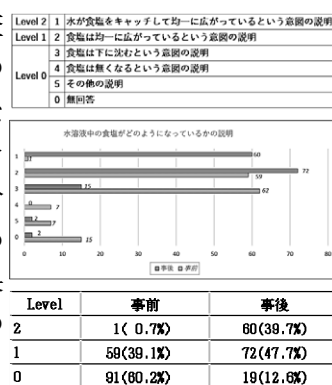 Level 2 1 水が食塩をキャッチして均一に広がっているという意図の説明
Level 1 2 食塩は均一に広がっているという意図の説明
Level 0 3 食塩は下に沈むという意図の説明
4 食塩は無くなるという意図の説明
5 その他の説明
0 無回答
水溶液中の食塩がどのようになっているかの説明
1 60
2 72
59
3 15
62
4 0
7
5 2
7
0 2
15
0 10 20 30 40 50 60 70 80
事後 事前
Level 事前 事後
2 1( 0.7%) 60(39.7%)
1 59(39.1%) 72(47.7%)
0 91(60.2%) 19(12.6%)